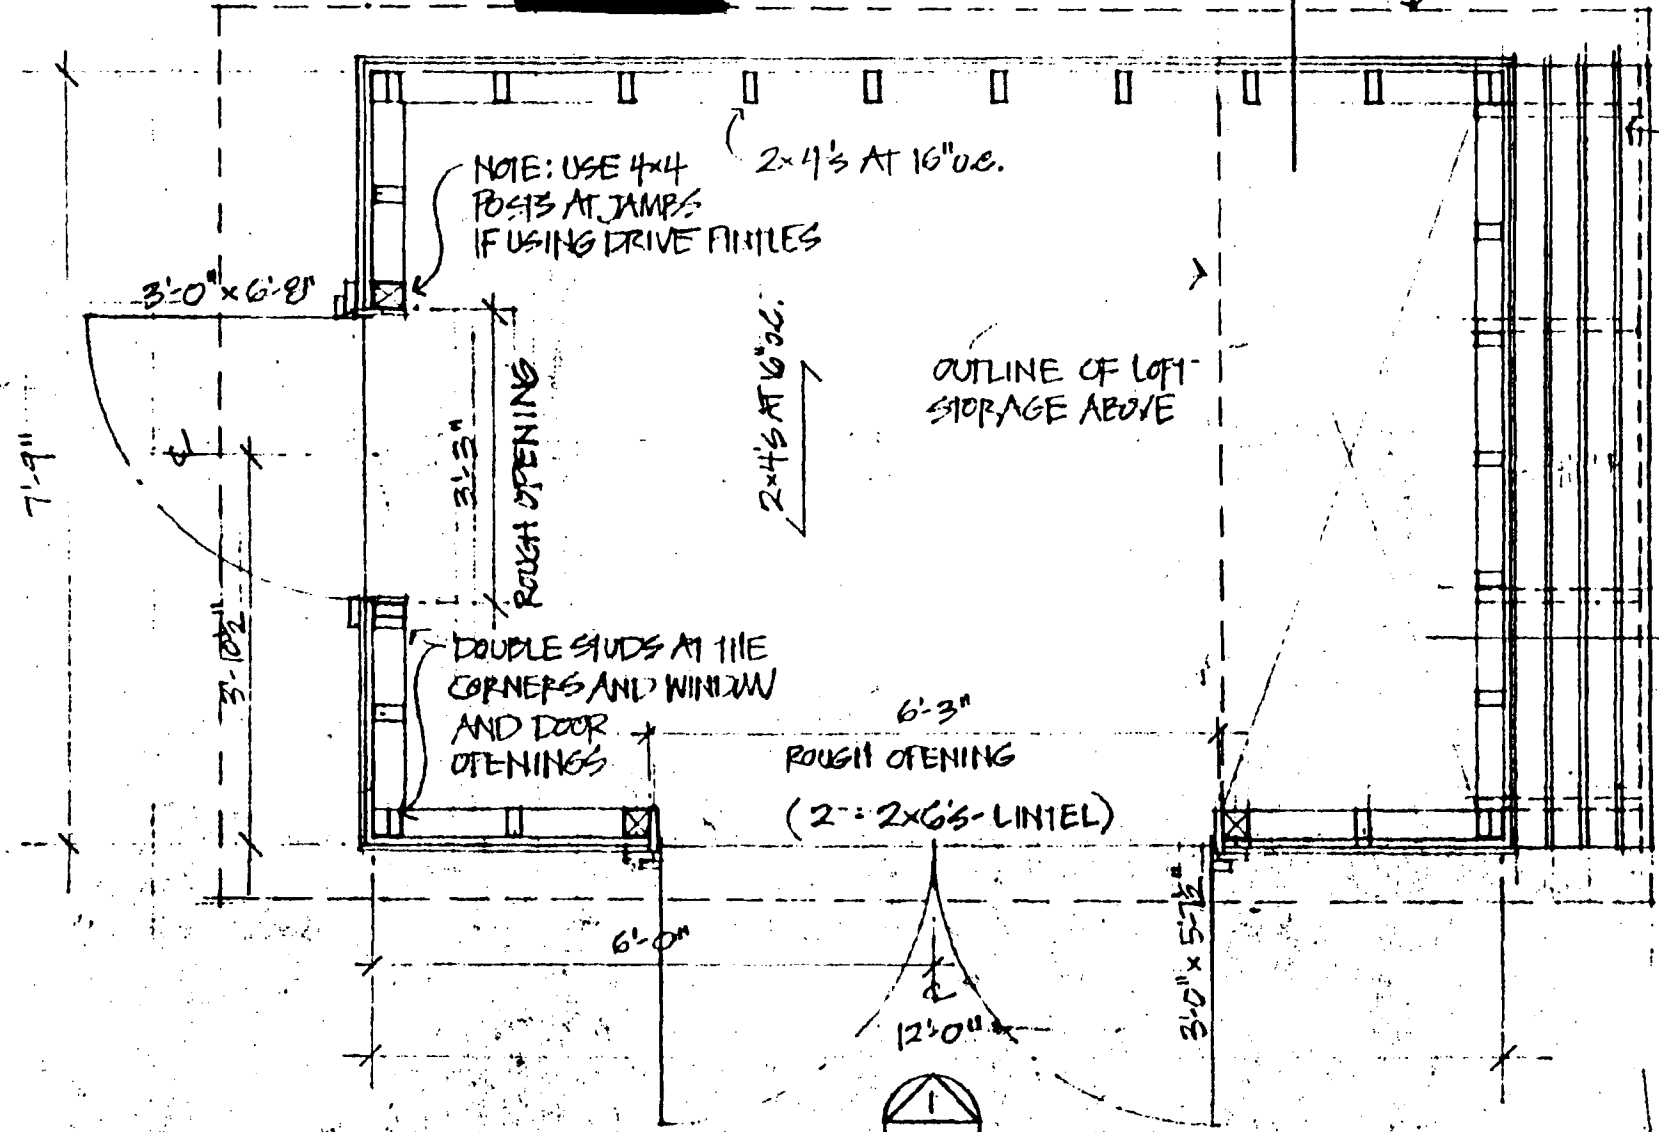 NOTE: USE 4x4
POSTS AT JAMBS
IF USING DRIVE PINTLES
2x4's AT 16" o.c.
3'-0" x 6'-8"
2x4's AT 16" o.c.
OUTLINE OF LOFT
STORAGE ABOVE
7'-9"
℄
3'-3"
ROUGH OPENING
3'-10½"
DOUBLE STUDS AT THE
CORNERS AND WINDOW
AND DOOR
OPENINGS
6'-3"
ROUGH OPENING
(2 - 2x6's - LINTEL)
6'-0"
℄
3'-0" x 5'-7½"
12'-0"
1